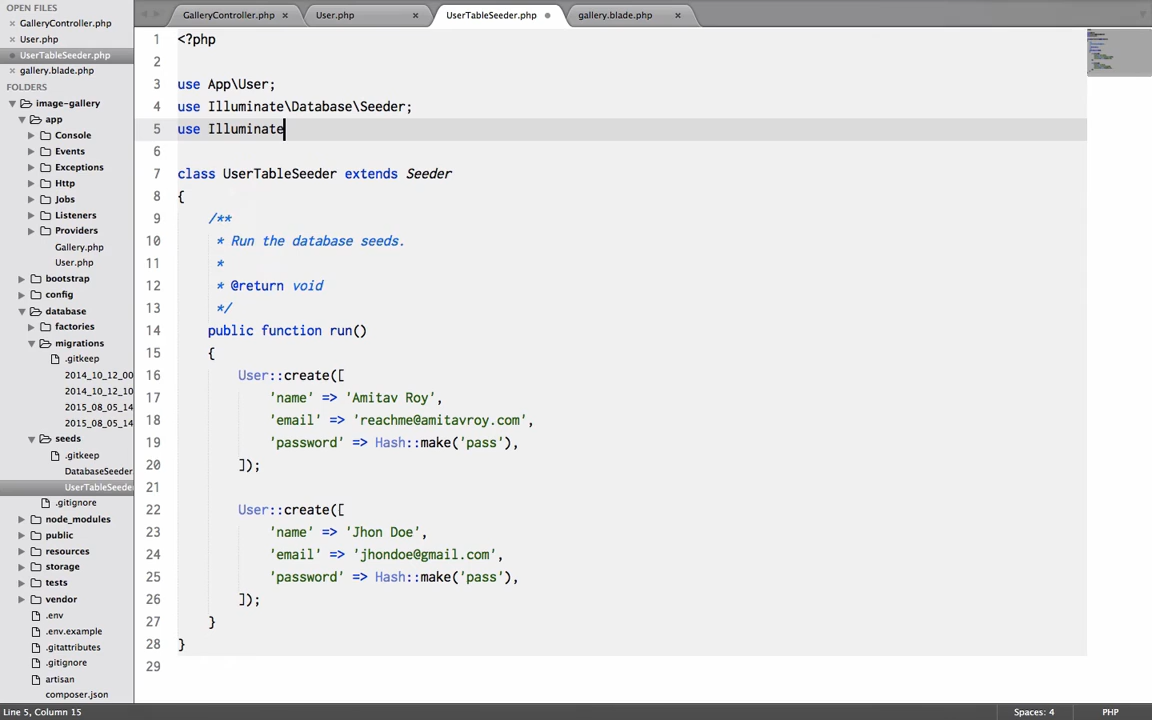 OPEN FILES
GalleryController.php
User.php
UserTableSeeder.php
gallery.blade.php
FOLDERS
image-gallery
app
Console
Events
Exceptions
Http
Jobs
Listeners
Providers
Gallery.php
User.php
bootstrap
config
database
factories
migrations
.gitkeep
2014_10_12_00
2014_10_12_10
2015_08_05_14
2015_08_05_14
seeds
.gitkeep
DatabaseSeeder
UserTableSeede
.gitignore
node_modules
public
resources
storage
tests
vendor
.env
.env.example
.gitattributes
.gitignore
artisan
composer.json
GalleryController.php
User.php
UserTableSeeder.php
gallery.blade.php
1 <?php
2
3 use App\User;
4 use Illuminate\Database\Seeder;
5 use Illuminate
6
7 class UserTableSeeder extends Seeder
8 {
9 /**
10 * Run the database seeds.
11 *
12 * @return void
13 */
14 public function run()
15 {
16 User::create([
17 'name' => 'Amitav Roy',
18 'email' => 'reachme@amitavroy.com',
19 'password' => Hash::make('pass'),
20 ]);
21
22 User::create([
23 'name' => 'Jhon Doe',
24 'email' => 'jhondoe@gmail.com',
25 'password' => Hash::make('pass'),
26 ]);
27 }
28 }
29
Line 5, Column 15
Spaces: 4
PHP